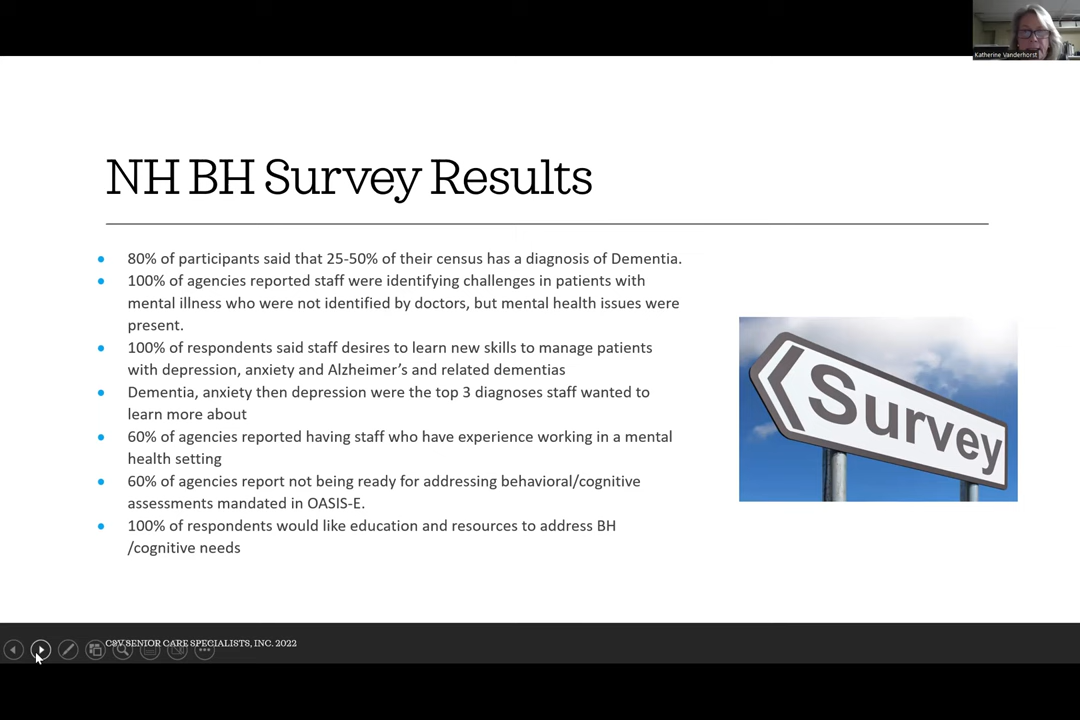 Katherine Vanderhorst
NH BH Survey Results
80% of participants said that 25-50% of their census has a diagnosis of Dementia.
100% of agencies reported staff were identifying challenges in patients with
mental illness who were not identified by doctors, but mental health issues were
present.
100% of respondents said staff desires to learn new skills to manage patients
with depression, anxiety and Alzheimer's and related dementias
Dementia, anxiety then depression were the top 3 diagnoses staff wanted to
learn more about
60% of agencies reported having staff who have experience working in a mental
health setting
60% of agencies report not being ready for addressing behavioral/cognitive
assessments mandated in OASIS-E.
100% of respondents would like education and resources to address BH
/cognitive needs
Survey
C&V SENIOR CARE SPECIALISTS, INC. 2022